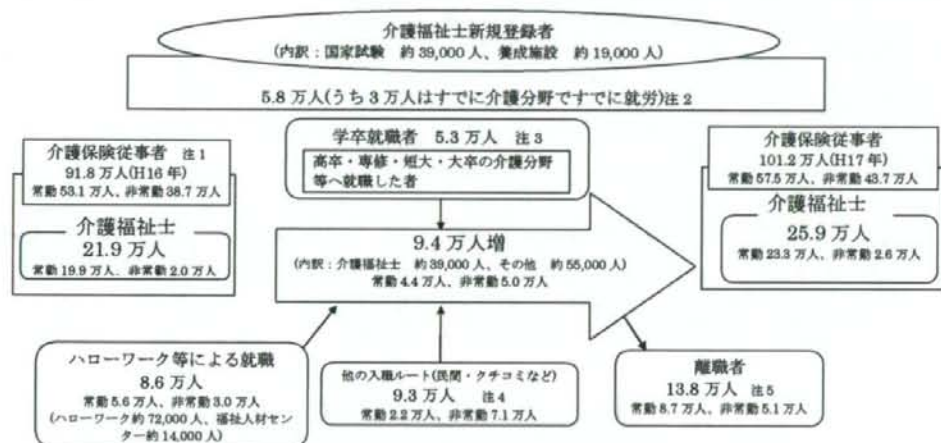 介護福祉士新規登録者
(内訳：国家試験 約39,000人、養成施設 約19,000人)
5.8万人(うち3万人はすでに介護分野ですでに就労)注2
介護保険従事者 注1
91.8万人(H16年)
常勤53.1万人、非常勤38.7万人
介護福祉士
21.9万人
常勤19.9万人、非常勤2.0万人
学卒就職者 5.3万人 注3
高卒・専修・短大・大卒の介護分野
等へ就職した者
9.4万人増
(内訳：介護福祉士 約39,000人、その他 約55,000人)
常勤4.4万人、非常勤5.0万人
介護保険従事者
101.2万人(H17年)
常勤57.5万人、非常勤43.7万人
介護福祉士
25.9万人
常勤23.3万人、非常勤2.6万人
ハローワーク等による就職
8.6万人
常勤5.6万人、非常勤3.0万人
(ハローワーク約72,000人、福祉人材セン
ター約14,000人)
他の入職ルート(民間・クチコミなど)
9.3万人 注4
常勤2.2万人、非常勤7.1万人
離職者
13.8万人 注5
常勤8.7万人、非常勤5.1万人